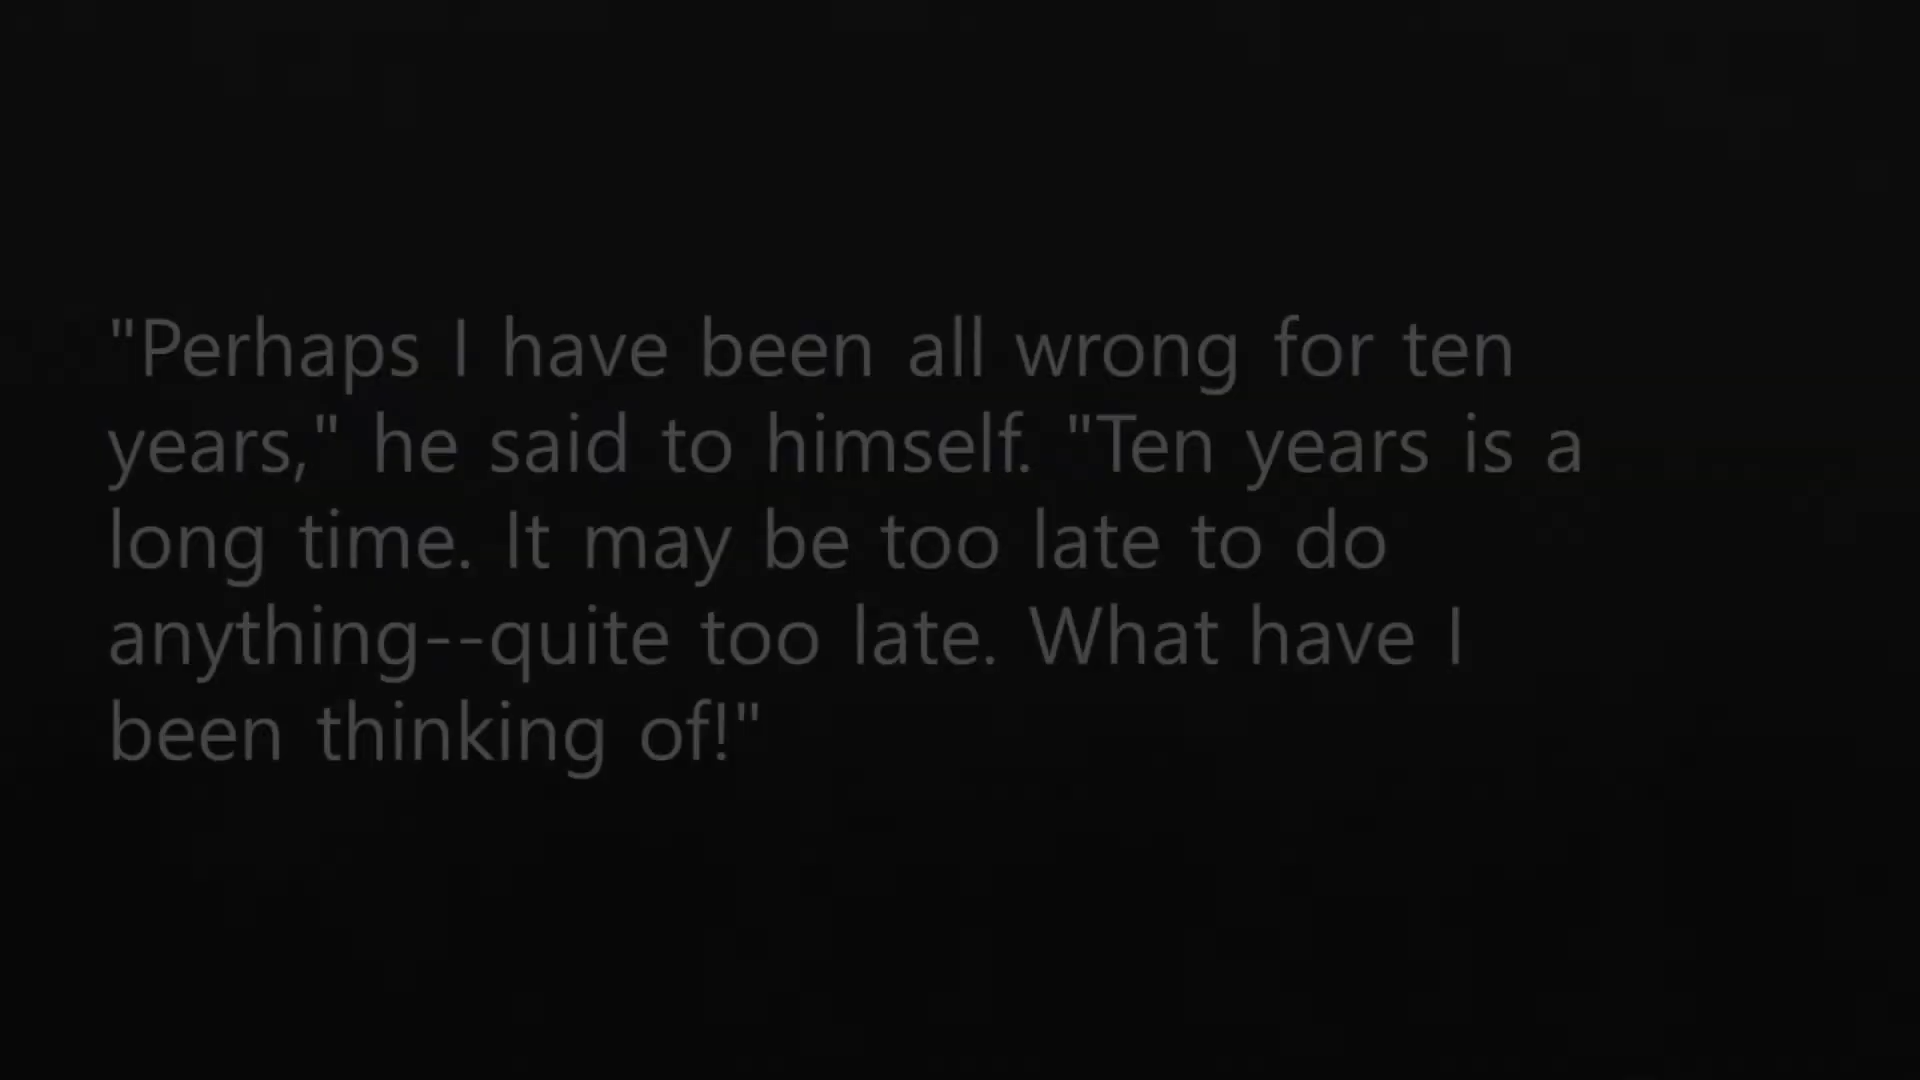 "Perhaps I have been all wrong for ten
years," he said to himself. "Ten years is a
long time. It may be too late to do
anything--quite too late. What have I
been thinking of!"